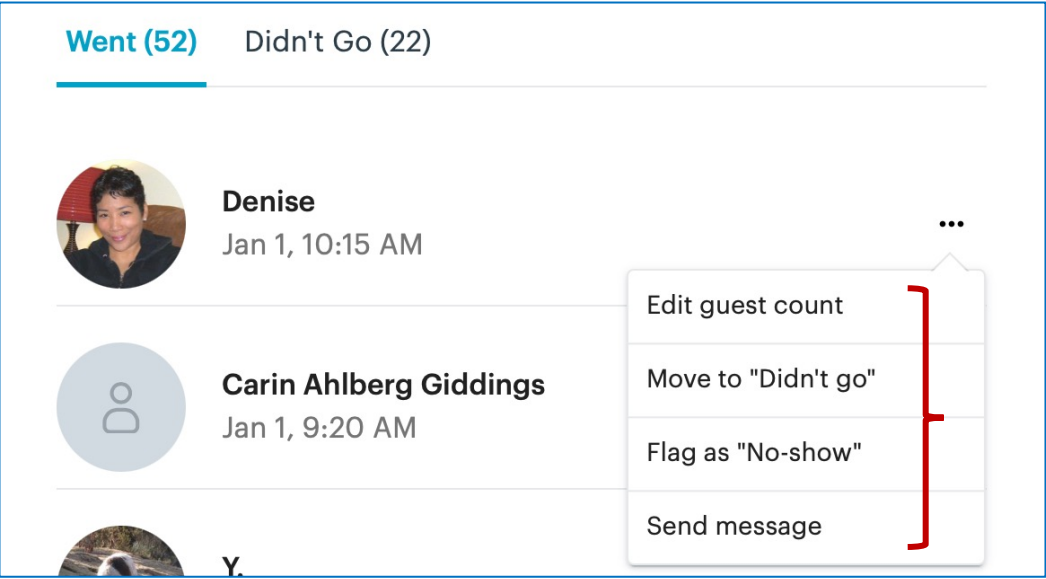 Went (52) Didn't Go (22)
Denise
Jan 1, 10:15 AM
Edit guest count
Move to "Didn't go"
Flag as "No-show"
Send message
Carin Ahlberg Giddings
Jan 1, 9:20 AM
Y.